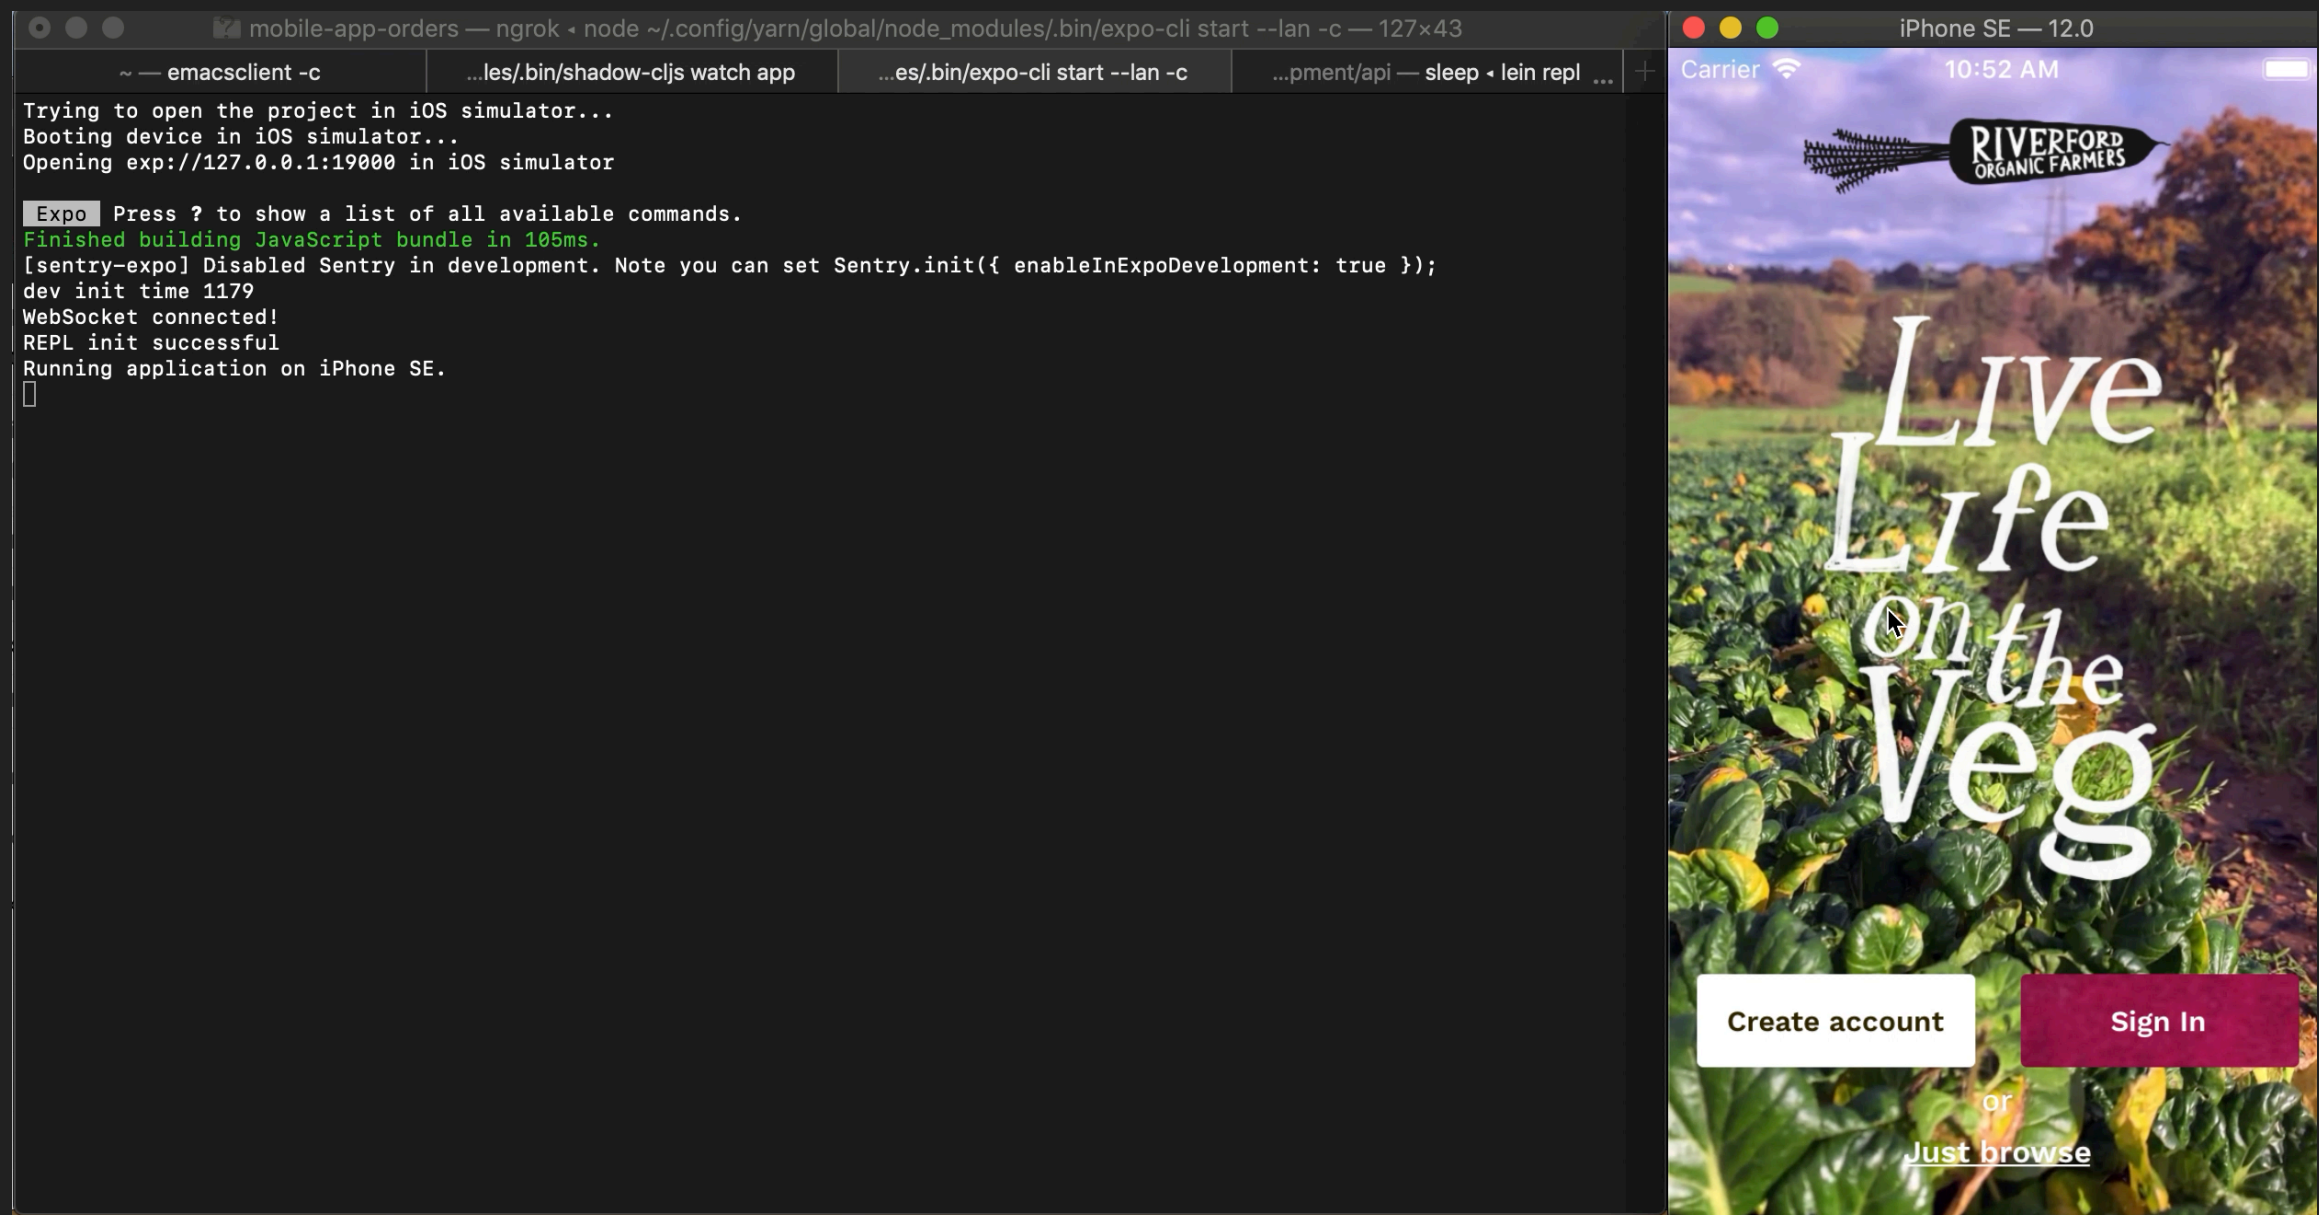 mobile-app-orders — ngrok ◂ node ~/.config/yarn/global/node_modules/.bin/expo-cli start --lan -c — 127×43
~ — emacsclient -c
...les/.bin/shadow-cljs watch app
...es/.bin/expo-cli start --lan -c
...pment/api — sleep ◂ lein repl ...
Trying to open the project in iOS simulator...
Booting device in iOS simulator...
Opening exp://127.0.0.1:19000 in iOS simulator
Expo Press ? to show a list of all available commands.
Finished building JavaScript bundle in 105ms.
[sentry-expo] Disabled Sentry in development. Note you can set Sentry.init({ enableInExpoDevelopment: true });
dev init time 1179
WebSocket connected!
REPL init successful
Running application on iPhone SE.
iPhone SE — 12.0
Carrier 10:52 AM
RIVERFORD
ORGANIC FARMERS
Live
Life
on the
Veg
Create account
Sign In
or
Just browse